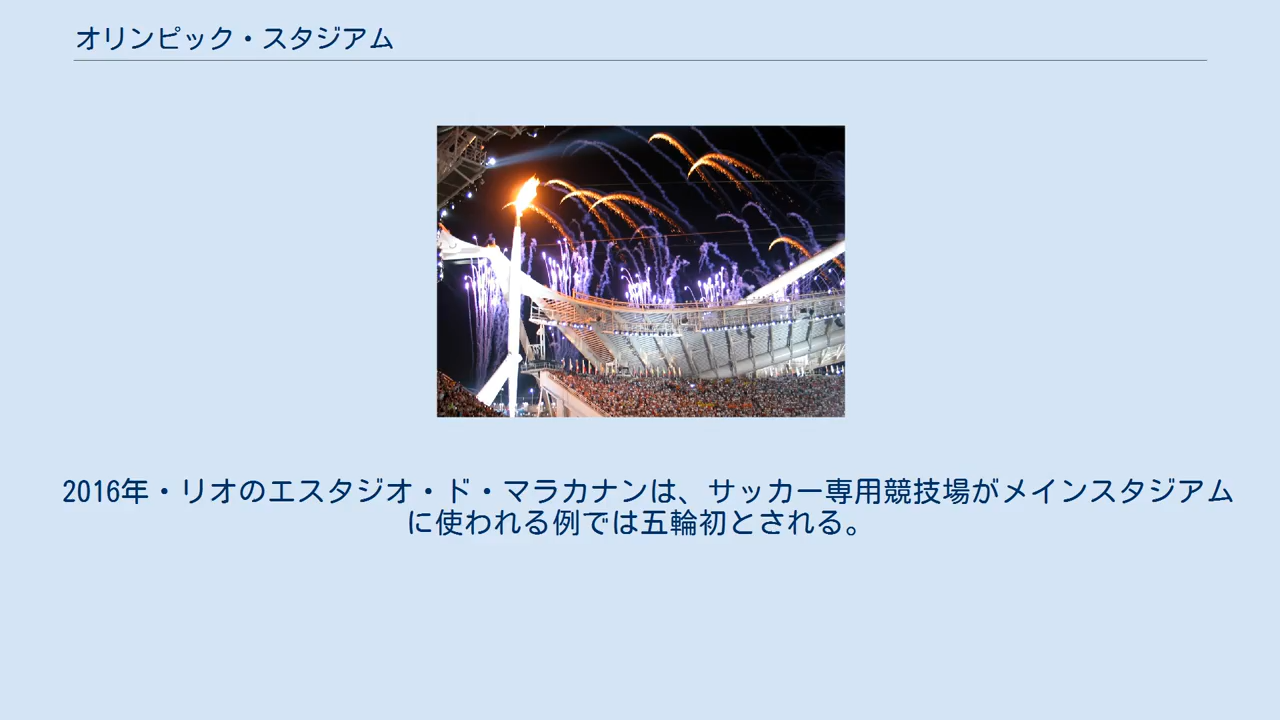 オリンピック・スタジアム
2016年・リオのエスタジオ・ド・マラカナンは、サッカー専用競技場がメインスタジアム
に使われる例では五輪初とされる。